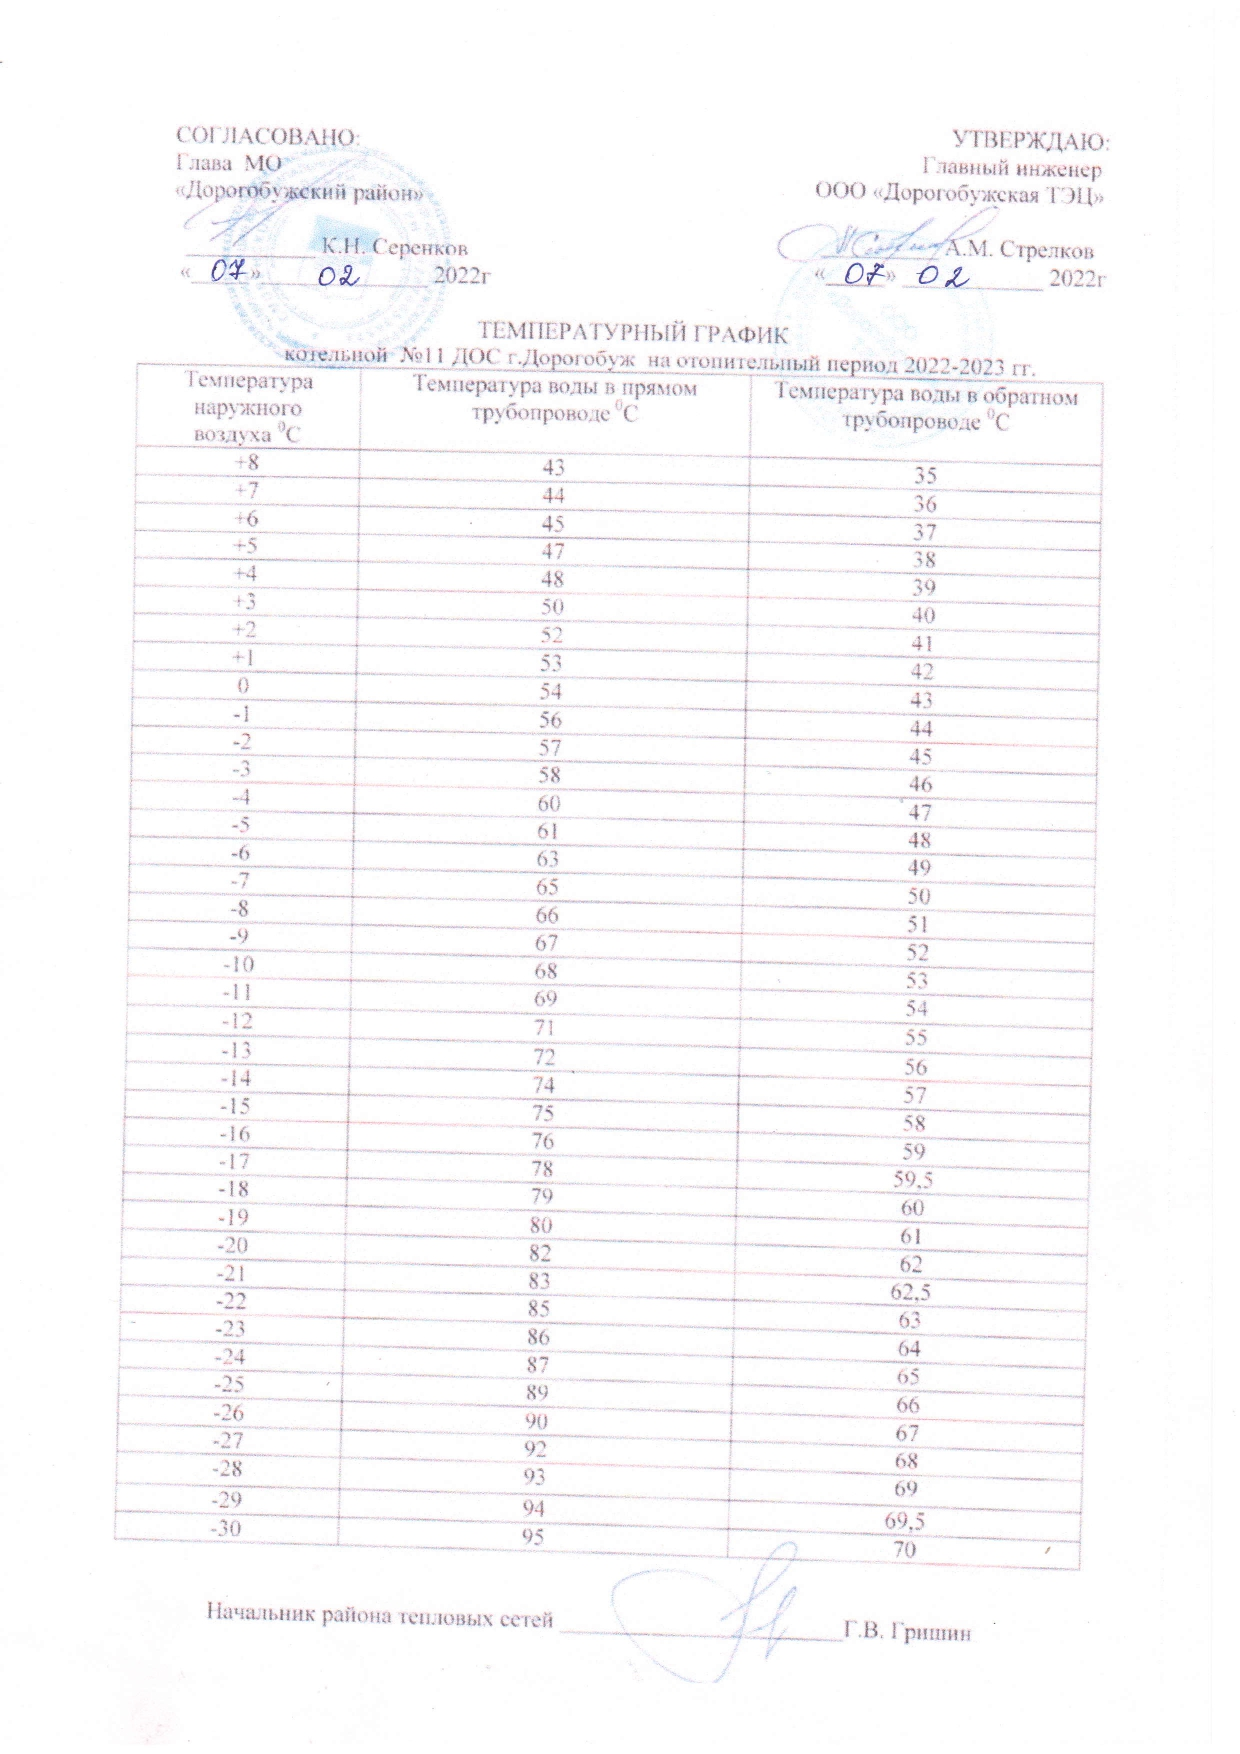 СОГЛАСОВАНО:
Глава МО
«Дорогобужский район»
____________ К.Н. Серенков
« 07 » 02 2022г
УТВЕРЖДАЮ:
Главный инженер
ООО «Дорогобужская ТЭЦ»
____________ А.М. Стрелков
« 07 » 02 2022г
ТЕМПЕРАТУРНЫЙ ГРАФИК
котельной №11 ДОС г.Дорогобуж на отопительный период 2022-2023 гг.
Температура наружного воздуха ⁰С Температура воды в прямом трубопроводе ⁰С Температура воды в обратном трубопроводе ⁰С
+8 43 35
+7 44 36
+6 45 37
+5 47 38
+4 48 39
+3 50 40
+2 52 41
+1 53 42
0 54 43
-1 56 44
-2 57 45
-3 58 46
-4 60 47
-5 61 48
-6 63 49
-7 65 50
-8 66 51
-9 67 52
-10 68 53
-11 69 54
-12 71 55
-13 72 56
-14 74 57
-15 75 58
-16 76 59
-17 78 59,5
-18 79 60
-19 80 61
-20 82 62
-21 83 62,5
-22 85 63
-23 86 64
-24 87 65
-25 89 66
-26 90 67
-27 92 68
-28 93 69
-29 94 69,5
-30 95 70
Начальник района тепловых сетей ____________ Г.В. Гришин